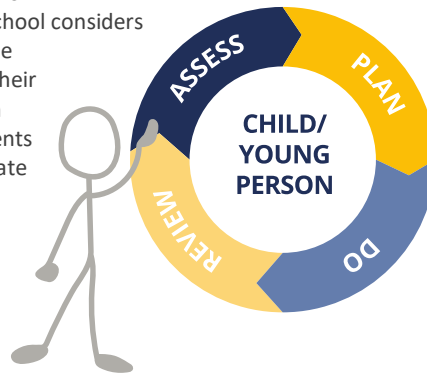 chool considers
e
heir
ents
ate
ASSESS
PLAN
DO
REVIEW
CHILD/
YOUNG
PERSON